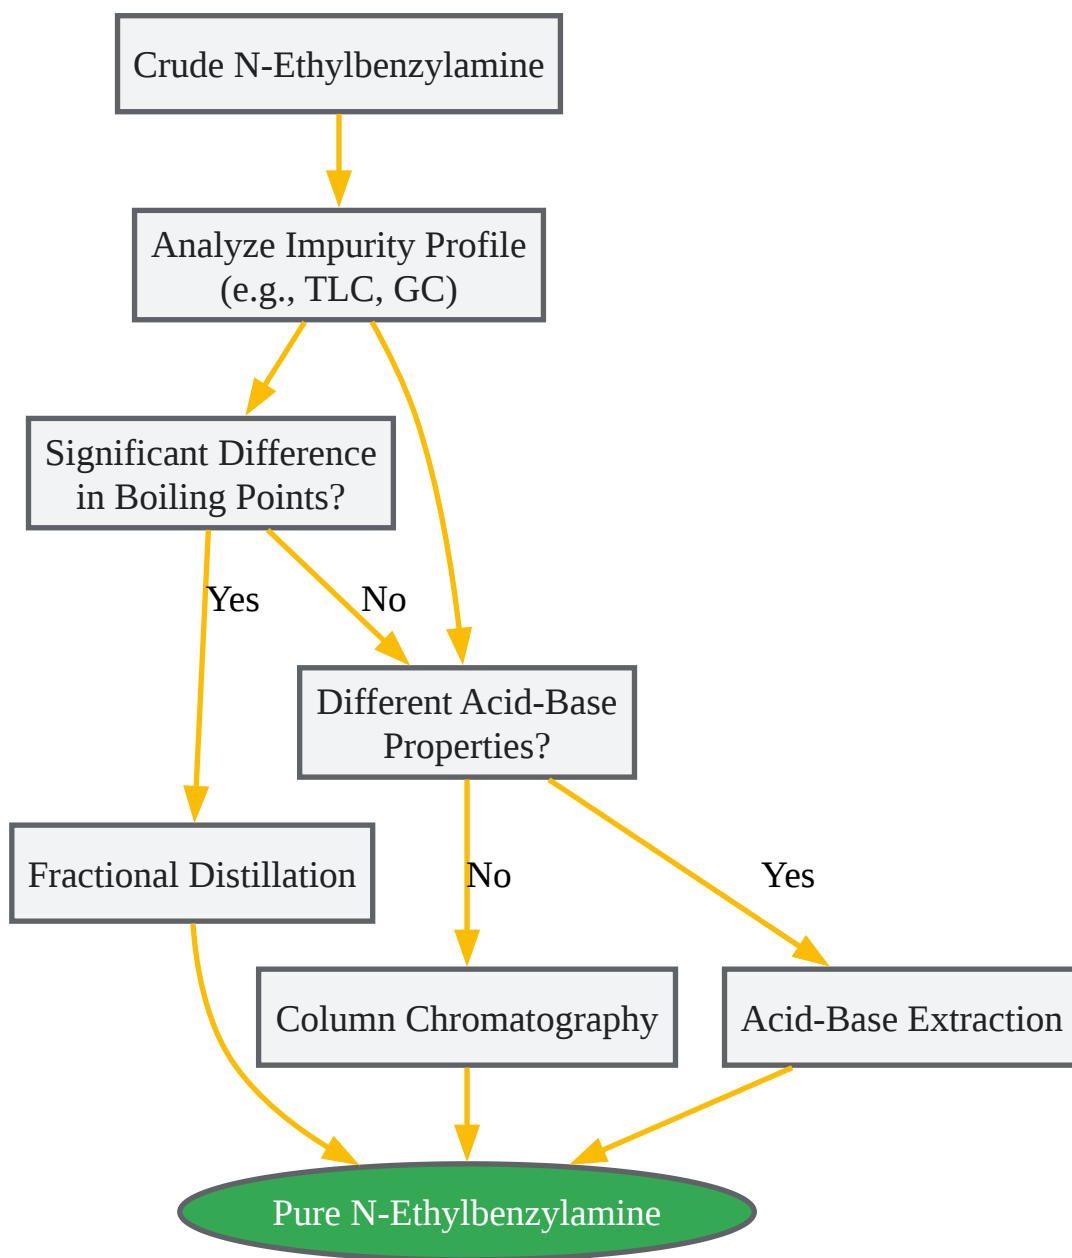 Crude N-Ethylbenzylamine
Analyze Impurity Profile
(e.g., TLC, GC)
Significant Difference
in Boiling Points?
Yes
No
Different Acid-Base
Properties?
Fractional Distillation
No
Yes
Column Chromatography
Acid-Base Extraction
Pure N-Ethylbenzylamine